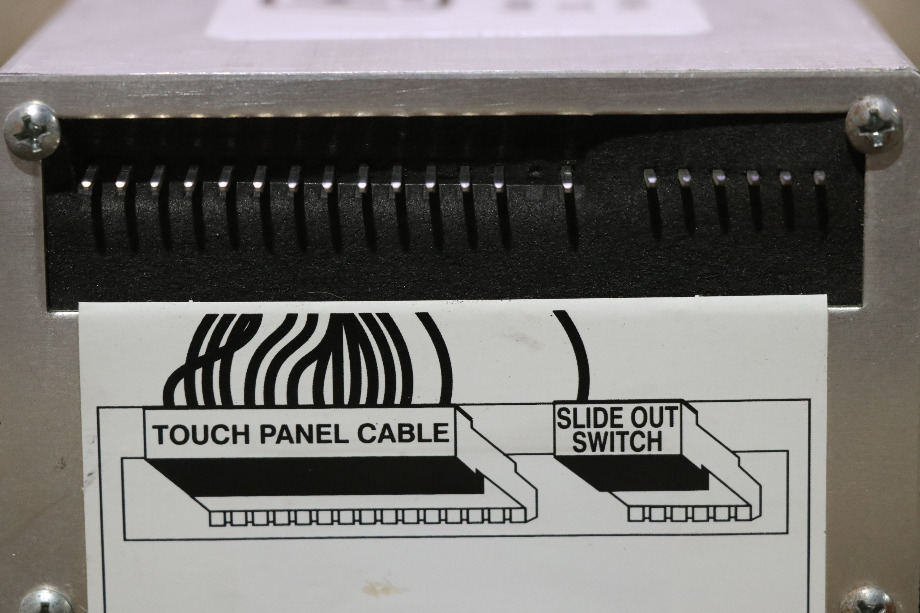 TOUCH PANEL CABLE
SLIDE OUT
SWITCH